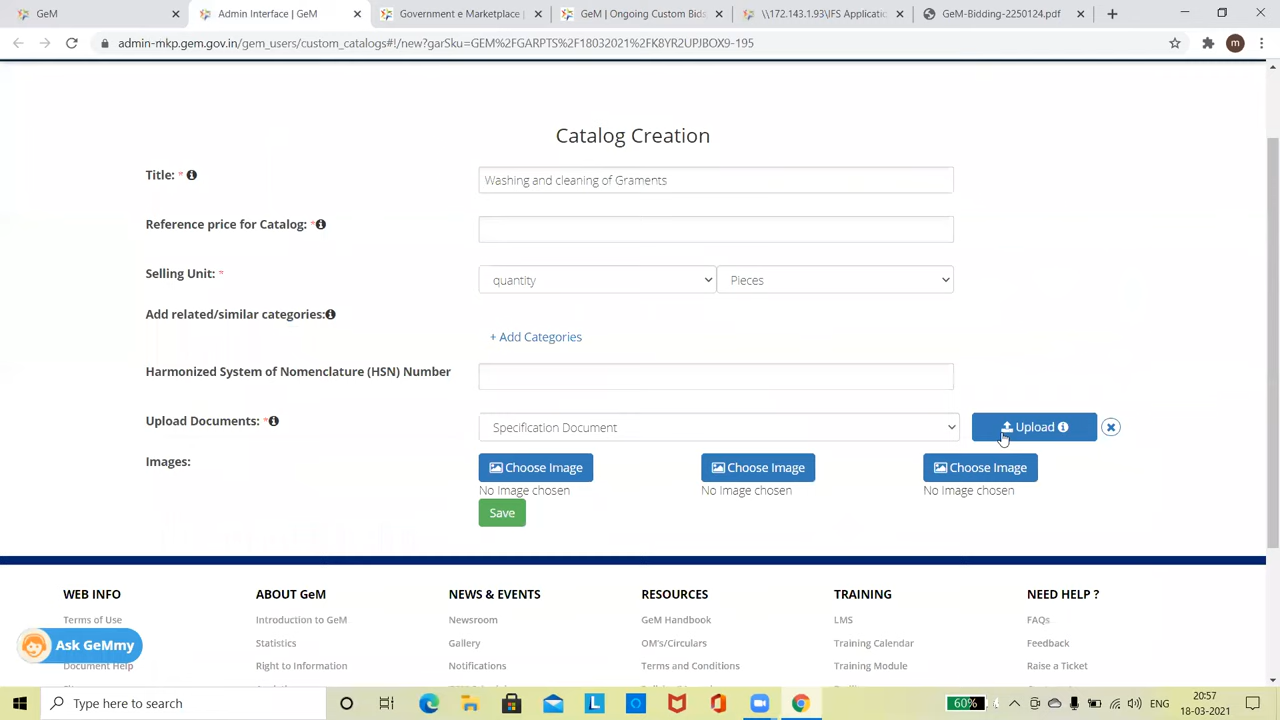 GeM
Admin Interface | GeM
Government e Marketplace |
GeM | Ongoing Custom Bids
\\172.143.1.93\IFS Applicatio
GeM-Bidding-2250124.pdf
admin-mkp.gem.gov.in/gem_users/custom_catalogs#!/new?garSku=GEM%2FGARPTS%2F18032021%2FK8YR2UPJBOX9-195
m
Catalog Creation
Title: *
Washing and cleaning of Graments
Reference price for Catalog: *
Selling Unit: *
quantity
Pieces
Add related/similar categories:
+ Add Categories
Harmonized System of Nomenclature (HSN) Number
Upload Documents: *
Specification Document
Upload
Images:
Choose Image
Choose Image
Choose Image
No Image chosen
No Image chosen
No Image chosen
Save
WEB INFO
ABOUT GeM
NEWS & EVENTS
RESOURCES
TRAINING
NEED HELP ?
Terms of Use
Introduction to GeM
Newsroom
GeM Handbook
LMS
FAQs
Statistics
Gallery
OM's/Circulars
Training Calendar
Feedback
Ask GeMmy
Document Help
Right to Information
Notifications
Terms and Conditions
Training Module
Raise a Ticket
Type here to search
60%
ENG
20:57
18-03-2021